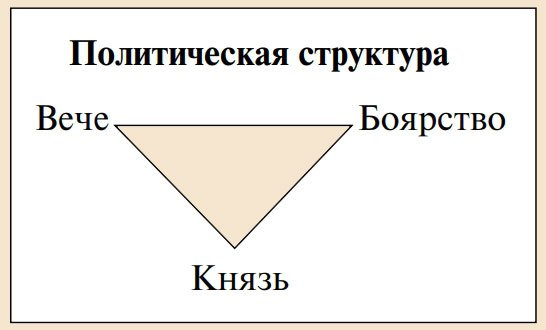 Политическая структура
Вече Боярство
Князь